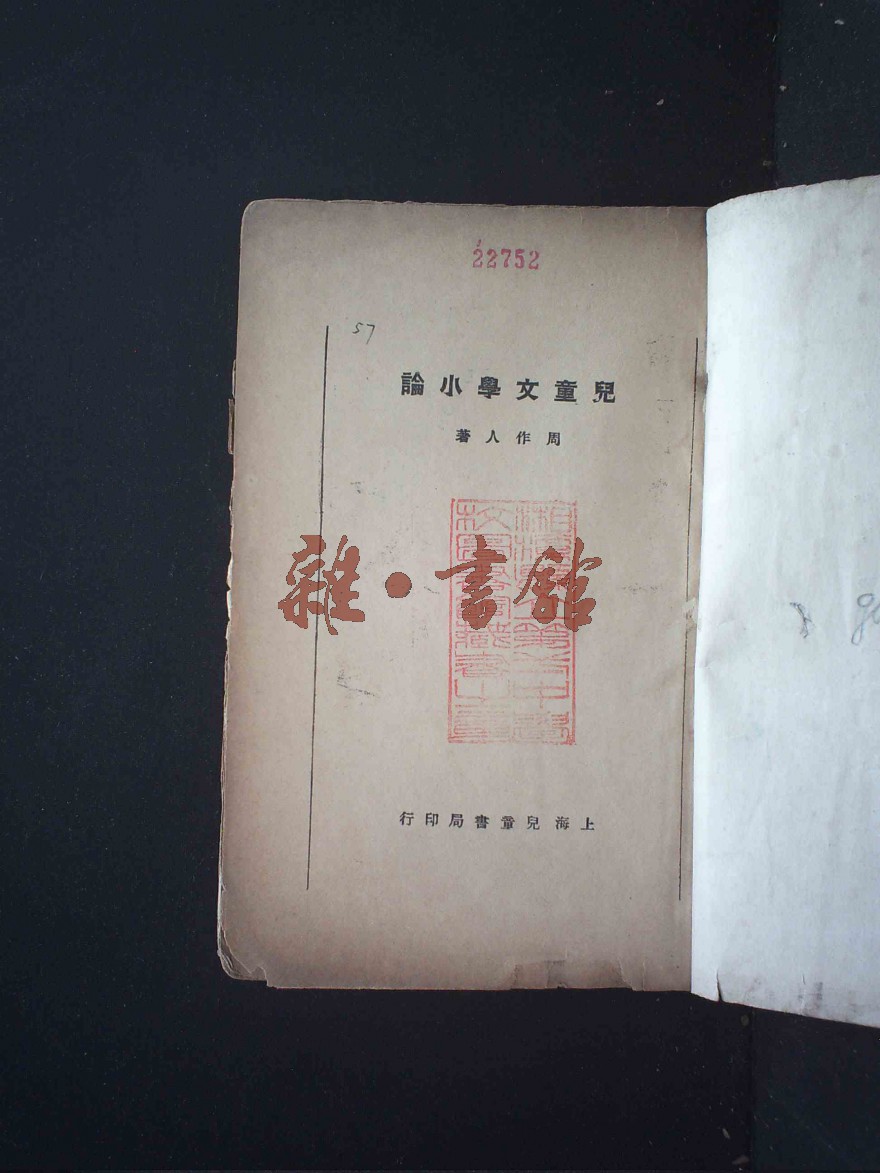 22752
57
兒童文學小論
周作人著
雜·書館
上海兒童書局印行